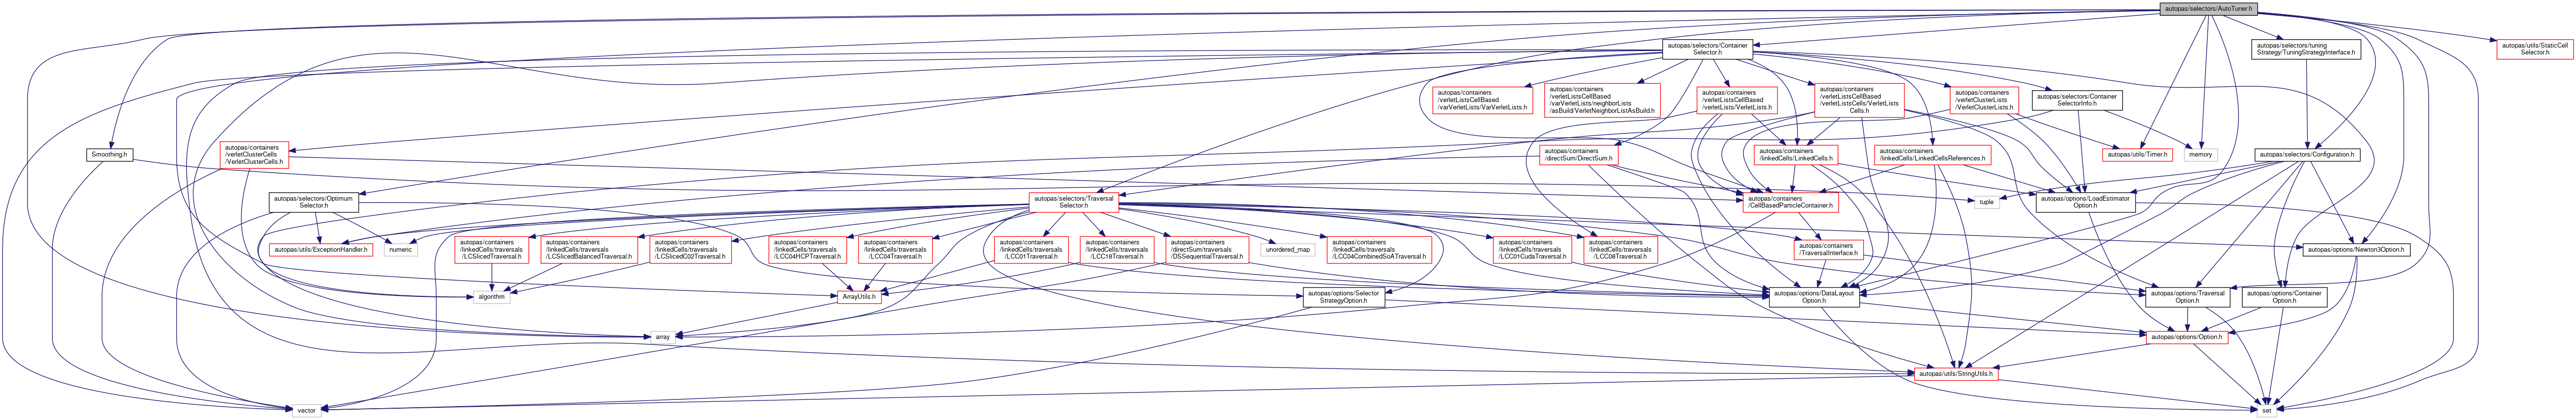 autopas/selectors/AutoTuner.h
autopas/selectors/Container
Selector.h
autopas/selectors/tuning
Strategy/TuningStrategyInterface.h
autopas/utils/StaticCell
Selector.h
autopas/containers
/verletListsCellBased
/varVerletLists/VarVerletLists.h
autopas/containers
/verletListsCellBased
/varVerletLists/neighborLists
/asBuild/VerletNeighborListAsBuild.h
autopas/containers
/verletListsCellBased
/verletLists/VerletLists.h
autopas/containers
/verletListsCellBased
/verletListsCells/VerletLists
Cells.h
autopas/containers
/verletClusterLists
/VerletClusterLists.h
autopas/selectors/Container
SelectorInfo.h
Smoothing.h
autopas/containers
/verletClusterCells
/VerletClusterCells.h
autopas/containers
/directSum/DirectSum.h
autopas/containers
/linkedCells/LinkedCells.h
autopas/containers
/linkedCells/LinkedCellsReferences.h
autopas/utils/Timer.h
memory
autopas/selectors/Configuration.h
autopas/selectors/Optimum
Selector.h
autopas/selectors/Traversal
Selector.h
autopas/containers
/CellBasedParticleContainer.h
tuple
autopas/options/LoadEstimator
Option.h
autopas/utils/ExceptionHandler.h
numeric
autopas/containers
/linkedCells/traversals
/LCSlicedTraversal.h
autopas/containers
/linkedCells/traversals
/LCSlicedBalancedTraversal.h
autopas/containers
/linkedCells/traversals
/LCSlicedC02Traversal.h
autopas/containers
/linkedCells/traversals
/LCC04HCPTraversal.h
autopas/containers
/linkedCells/traversals
/LCC04Traversal.h
autopas/containers
/linkedCells/traversals
/LCC01Traversal.h
autopas/containers
/linkedCells/traversals
/LCC18Traversal.h
autopas/containers
/directSum/traversals
/DSSequentialTraversal.h
unordered_map
autopas/containers
/linkedCells/traversals
/LCC04CombinedSoATraversal.h
autopas/containers
/linkedCells/traversals
/LCC01CudaTraversal.h
autopas/containers
/linkedCells/traversals
/LCC08Traversal.h
autopas/containers
/TraversalInterface.h
autopas/options/Newton3Option.h
algorithm
ArrayUtils.h
autopas/options/Selector
StrategyOption.h
autopas/options/DataLayout
Option.h
autopas/options/Traversal
Option.h
autopas/options/Container
Option.h
array
autopas/options/Option.h
autopas/utils/StringUtils.h
vector
set